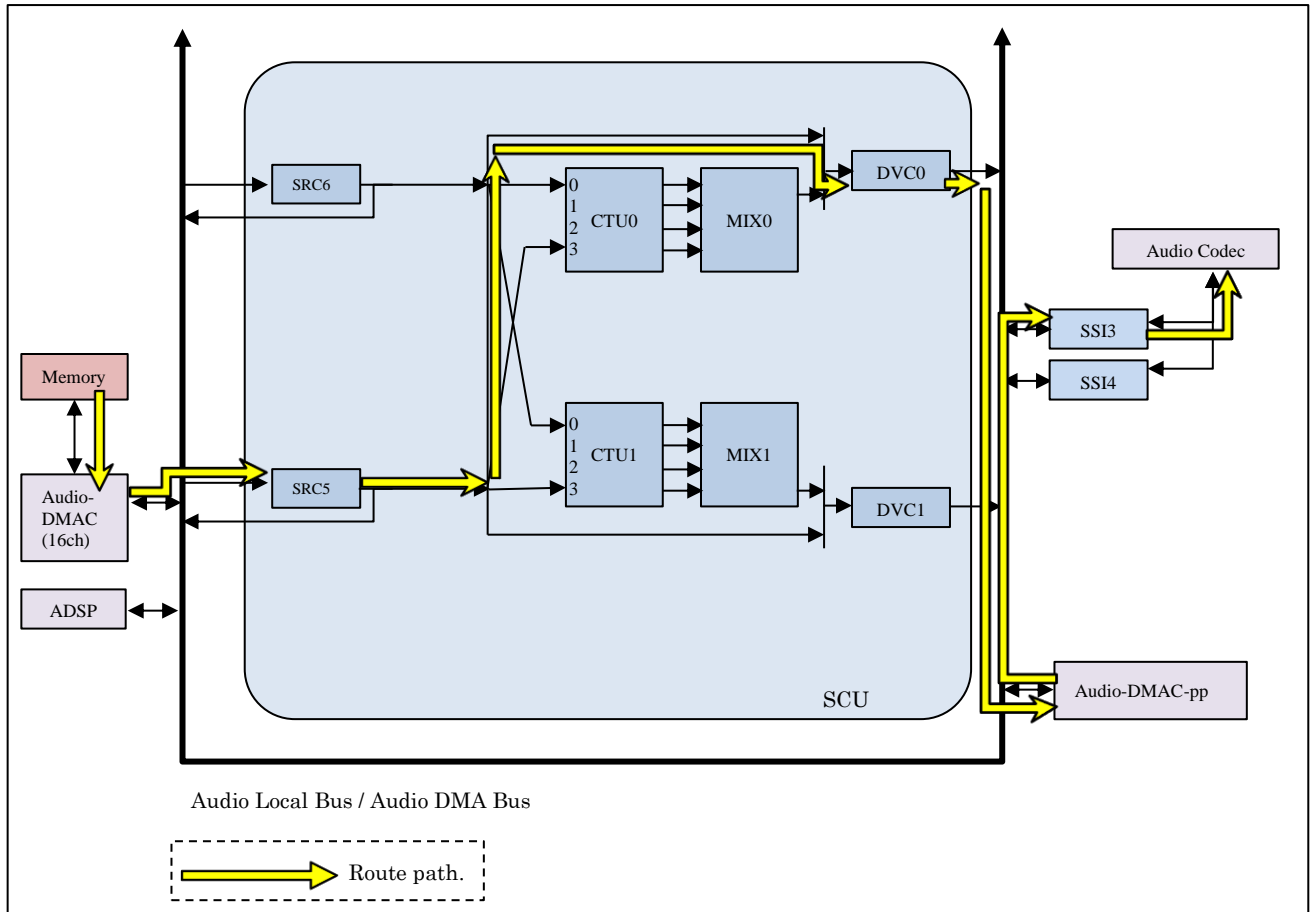 SRC6
0
1
2
3
CTU0
MIX0
DVC0
Audio Codec
SSI3
SSI4
Memory
Audio-
DMAC
(16ch)
ADSP
SRC5
0
1
2
3
CTU1
MIX1
DVC1
SCU
Audio-DMAC-pp
Audio Local Bus / Audio DMA Bus
Route path.